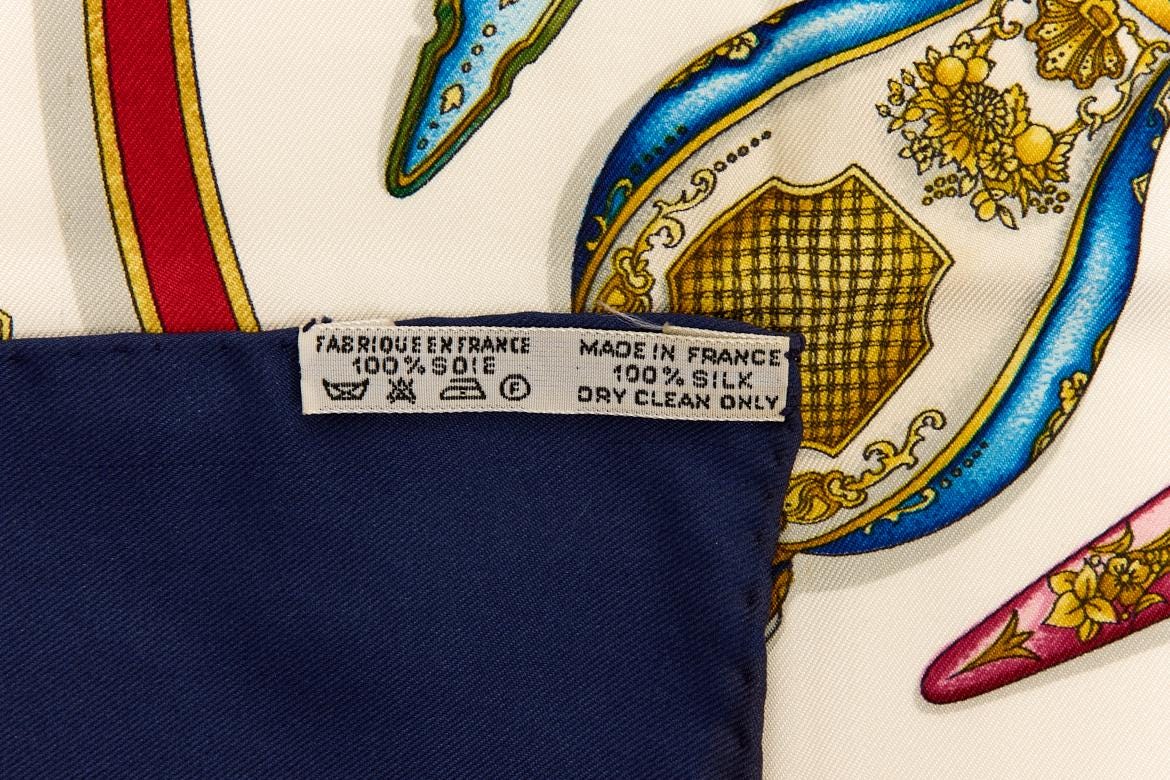 FABRIQUE EN FRANCE
100% SOIE
F
MADE IN FRANCE
100% SILK
DRY CLEAN ONLY